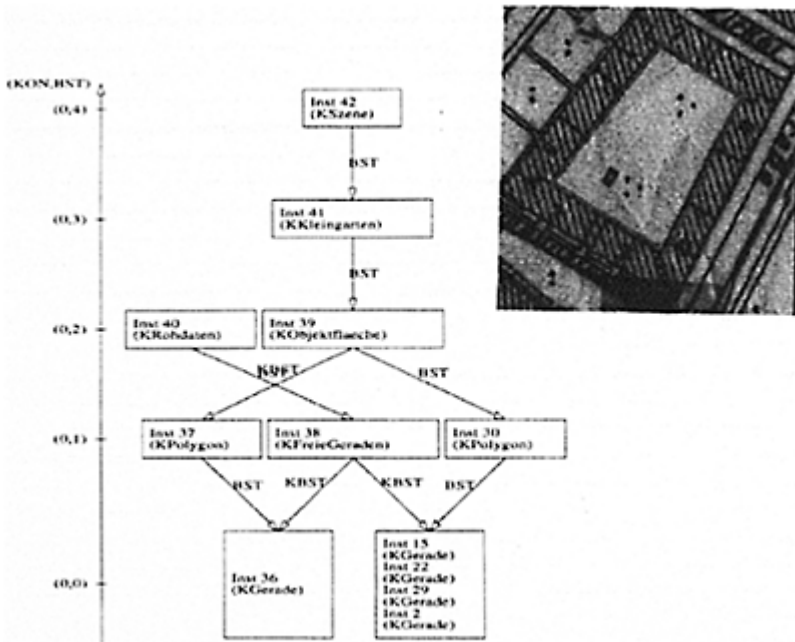 (KON,BST)
(0,4)
Inst 42
(KSzene)
BST
(0,3)
Inst 41
(KKleingarten)
BST
(0,2)
Inst 40
(KRohdaten)
Inst 39
(KObjektflaeche)
BST
(0,1)
Inst 37
(KPolygon)
Inst 38
(KFreieGeraden)
Inst 30
(KPolygon)
BST
KBST
KBST
BST
(0,0)
Inst 36
(KGerade)
Inst 15
(KGerade)
Inst 22
(KGerade)
Inst 29
(KGerade)
Inst 2
(KGerade)